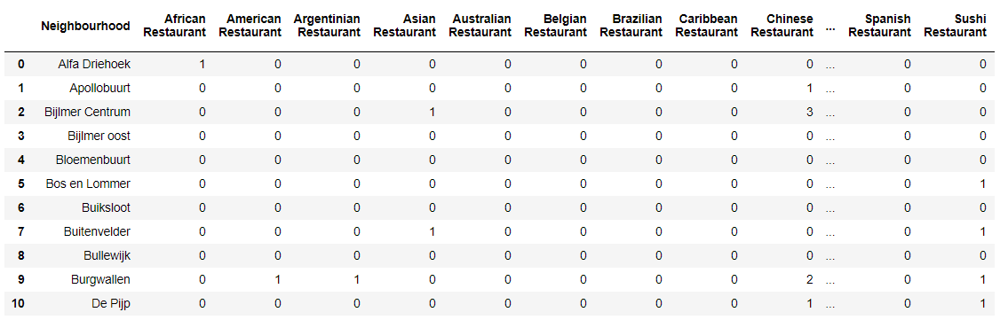 Neighbourhood African Restaurant American Restaurant Argentinian Restaurant Asian Restaurant Australian Restaurant Belgian Restaurant Brazilian Restaurant Caribbean Restaurant Chinese Restaurant ... Spanish Restaurant Sushi Restaurant
0 Alfa Driehoek 1 0 0 0 0 0 0 0 0 ... 0 0
1 Apollobuurt 0 0 0 0 0 0 0 0 1 ... 0 0
2 Bijlmer Centrum 0 0 0 1 0 0 0 0 3 ... 0 0
3 Bijlmer oost 0 0 0 0 0 0 0 0 0 ... 0 0
4 Bloemenbuurt 0 0 0 0 0 0 0 0 0 ... 0 0
5 Bos en Lommer 0 0 0 0 0 0 0 0 0 ... 0 1
6 Buiksloot 0 0 0 0 0 0 0 0 0 ... 0 0
7 Buitenvelder 0 0 0 1 0 0 0 0 0 ... 0 1
8 Bullewijk 0 0 0 0 0 0 0 0 0 ... 0 0
9 Burgwallen 0 1 1 0 0 0 0 0 2 ... 0 1
10 De Pijp 0 0 0 0 0 0 0 0 1 ... 0 1